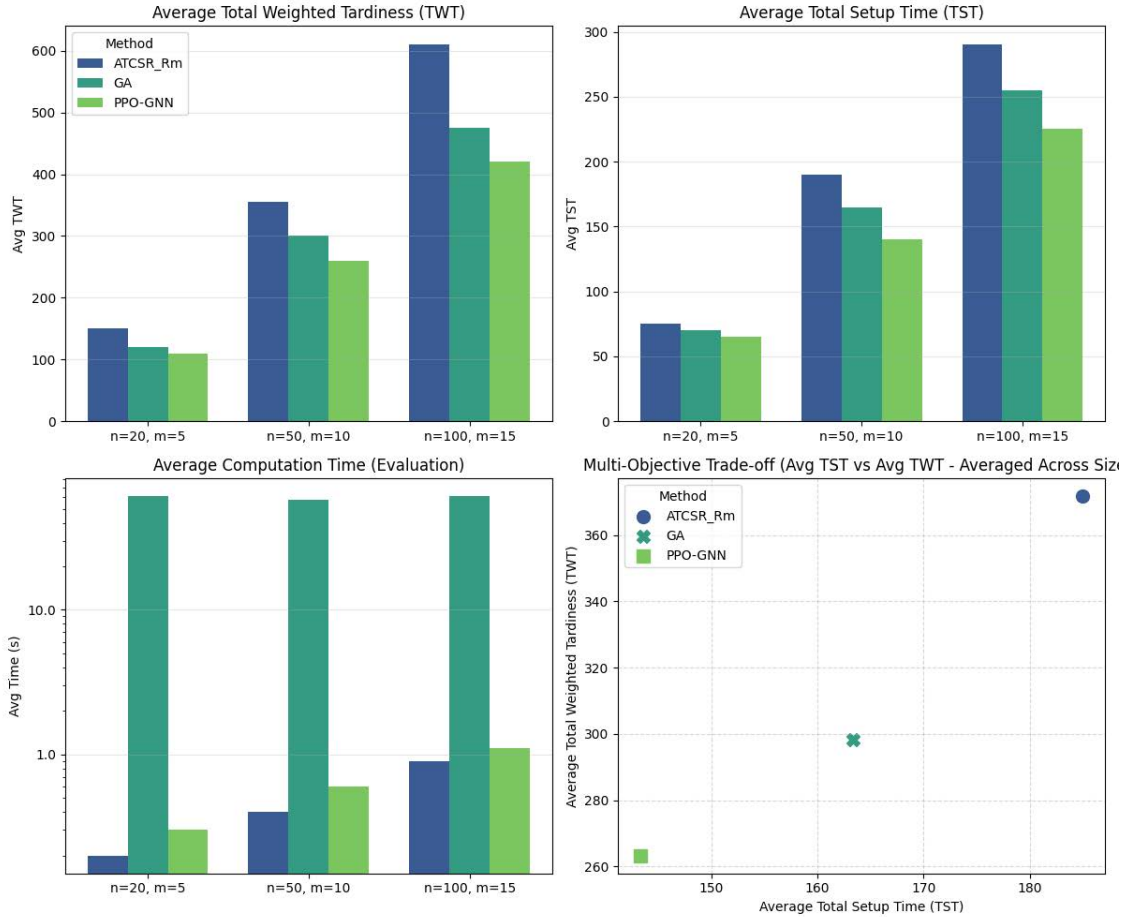 Average Total Weighted Tardiness (TWT)
Avg TWT
600
500
400
300
200
100
0
Method
ATCSR_Rm
GA
PPO-GNN
n=20, m=5
n=50, m=10
n=100, m=15
Average Total Setup Time (TST)
Avg TST
300
250
200
150
100
50
0
n=20, m=5
n=50, m=10
n=100, m=15
Average Computation Time (Evaluation)
Avg Time (s)
10.0
1.0
n=20, m=5
n=50, m=10
n=100, m=15
Multi-Objective Trade-off (Avg TST vs Avg TWT - Averaged Across Size
Average Total Weighted Tardiness (TWT)
360
340
320
300
280
260
Method
ATCSR_Rm
GA
PPO-GNN
150
160
170
180
Average Total Setup Time (TST)